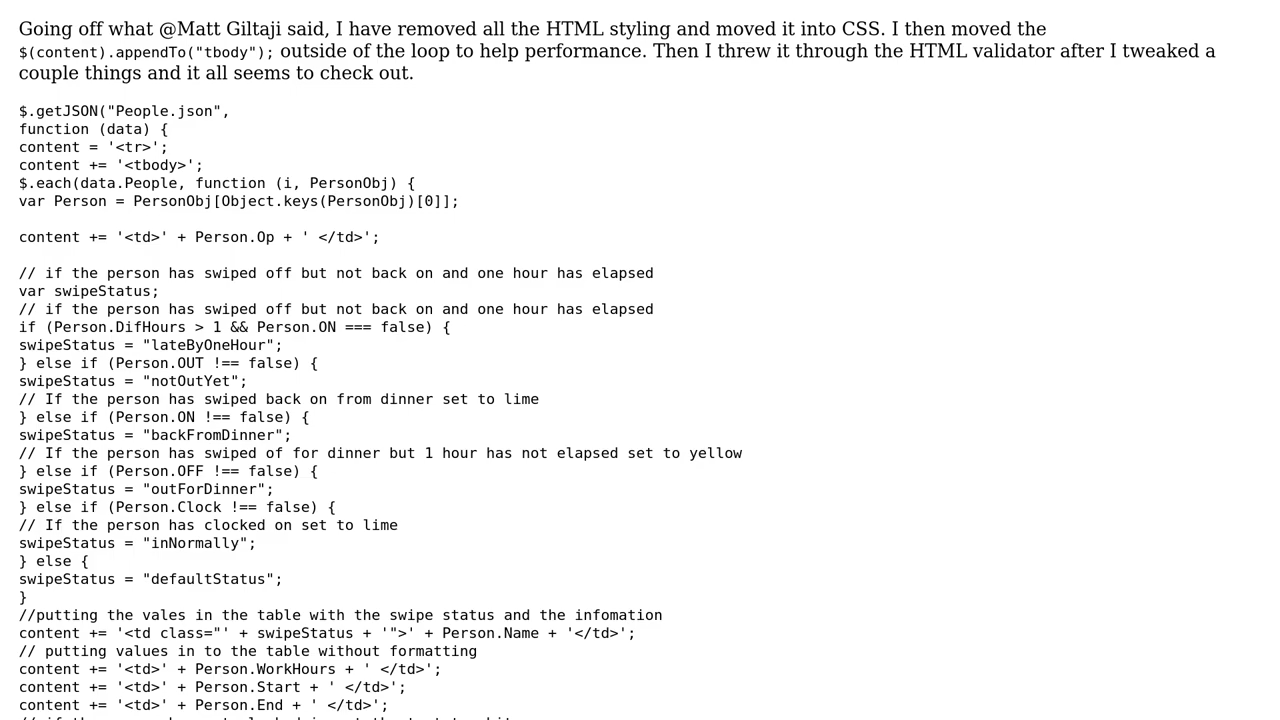 Going off what @Matt Giltaji said, I have removed all the HTML styling and moved it into CSS. I then moved the
$(content).appendTo("tbody"); outside of the loop to help performance. Then I threw it through the HTML validator after I tweaked a
couple things and it all seems to check out.
$.getJSON("People.json",
function (data) {
content = '<tr>';
content += '<tbody>';
$.each(data.People, function (i, PersonObj) {
var Person = PersonObj[Object.keys(PersonObj)[0]];
content += '<td>' + Person.Op + ' </td>';
// if the person has swiped off but not back on and one hour has elapsed
var swipeStatus;
// if the person has swiped off but not back on and one hour has elapsed
if (Person.DifHours > 1 && Person.ON === false) {
swipeStatus = "lateByOneHour";
} else if (Person.OUT !== false) {
swipeStatus = "notOutYet";
// If the person has swiped back on from dinner set to lime
} else if (Person.ON !== false) {
swipeStatus = "backFromDinner";
// If the person has swiped of for dinner but 1 hour has not elapsed set to yellow
} else if (Person.OFF !== false) {
swipeStatus = "outForDinner";
} else if (Person.Clock !== false) {
// If the person has clocked on set to lime
swipeStatus = "inNormally";
} else {
swipeStatus = "defaultStatus";
}
//putting the vales in the table with the swipe status and the infomation
content += '<td class="' + swipeStatus + '">' + Person.Name + '</td>';
// putting values in to the table without formatting
content += '<td>' + Person.WorkHours + ' </td>';
content += '<td>' + Person.Start + ' </td>';
content += '<td>' + Person.End + ' </td>';